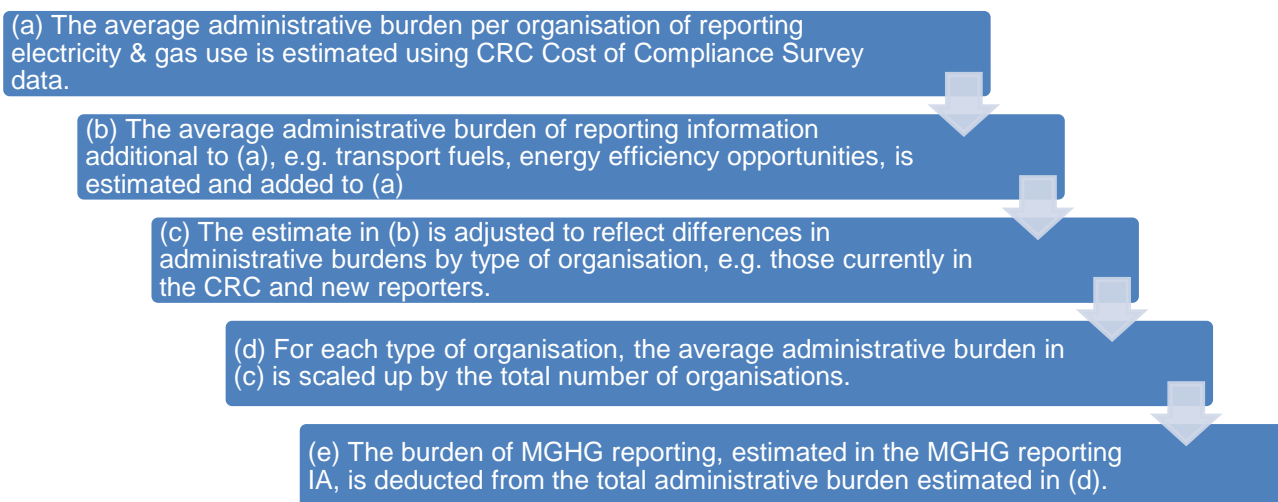 (a) The average administrative burden per organisation of reporting
electricity & gas use is estimated using CRC Cost of Compliance Survey
data.
(b) The average administrative burden of reporting information
additional to (a), e.g. transport fuels, energy efficiency opportunities, is
estimated and added to (a)
(c) The estimate in (b) is adjusted to reflect differences in
administrative burdens by type of organisation, e.g. those currently in
the CRC and new reporters.
(d) For each type of organisation, the average administrative burden in
(c) is scaled up by the total number of organisations.
(e) The burden of MGHG reporting, estimated in the MGHG reporting
IA, is deducted from the total administrative burden estimated in (d).